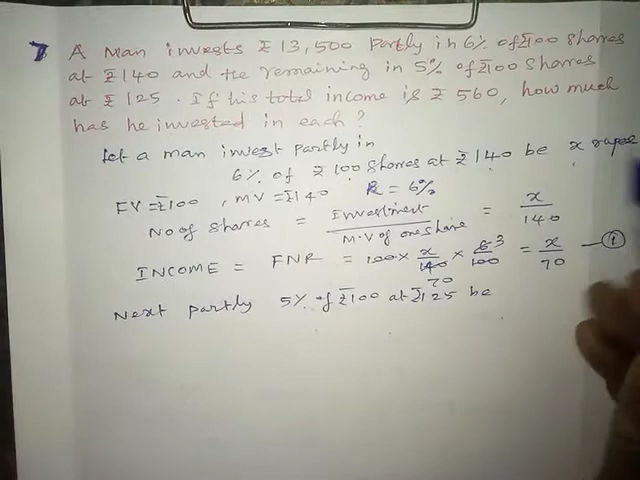 7 A Man invests ₹13,500 Partly in 6% of ₹100 shares
at ₹140 and the remaining in 5% of ₹100 Shares
at ₹125. If his total income is ₹560, how much
has he invested in each?
Let a man invest partly in
6% of ₹100 Shares at ₹140 be x rupee
FV=₹100, MV=₹140 R=6%
No of Shares = Investment / M.V of one share = x/140
INCOME = FNR = 100 × x/140 × 6/100 = 3x/70 — ①
Next partly 5% of ₹100 at ₹125 be